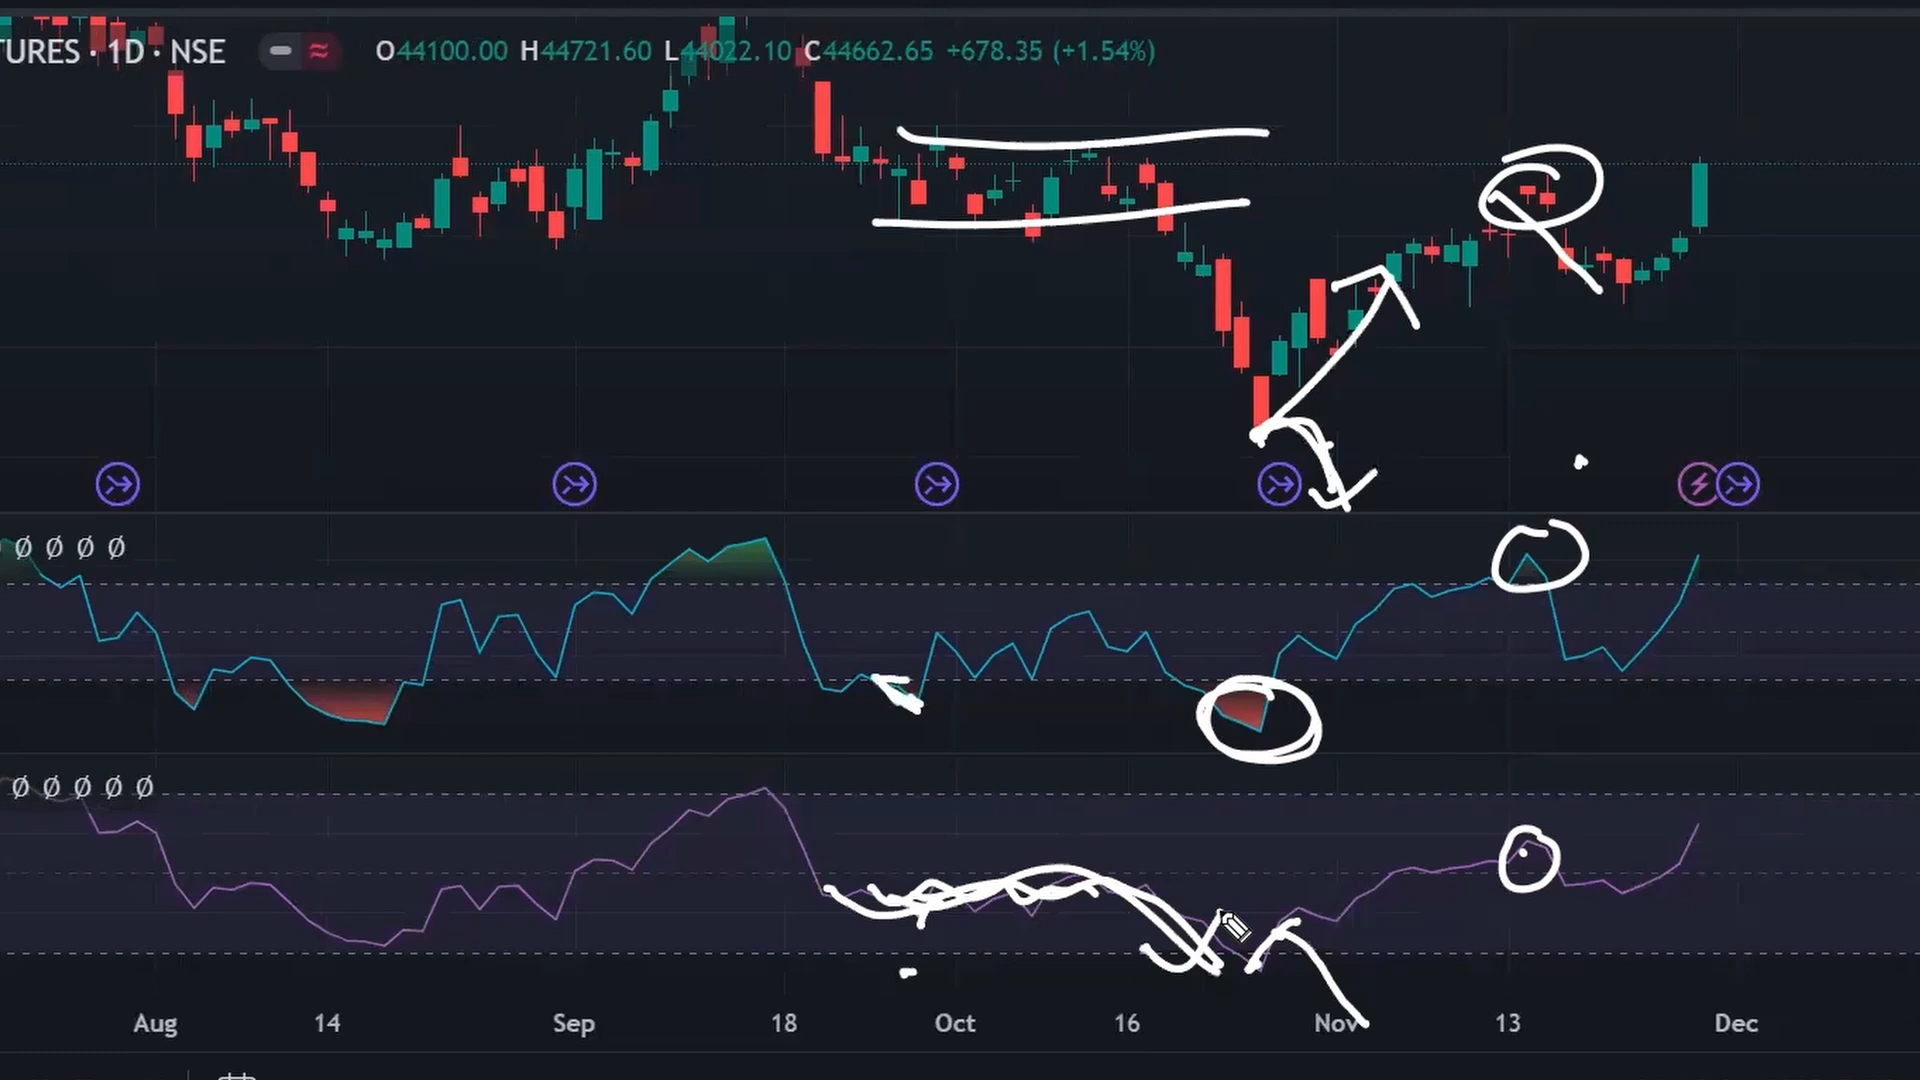 TURES · 1D · NSE O44100.00 H44721.60 L44022.10 C44662.65 +678.35 (+1.54%)
Ø Ø Ø Ø
Ø Ø Ø Ø Ø
Aug 14 Sep 18 Oct 16 Nov 13 Dec